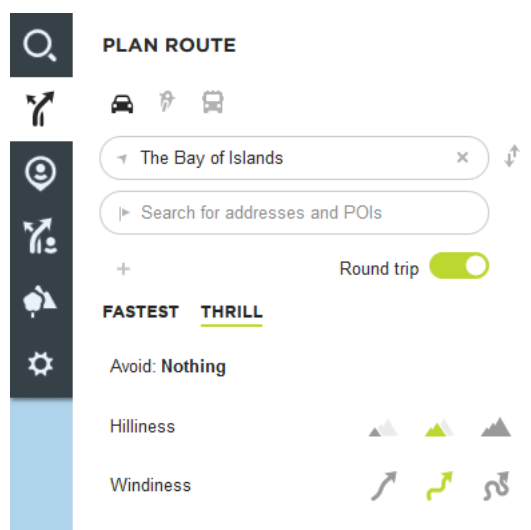 PLAN ROUTE
The Bay of Islands
Search for addresses and POIs
Round trip
FASTEST THRILL
Avoid: Nothing
Hilliness
Windiness